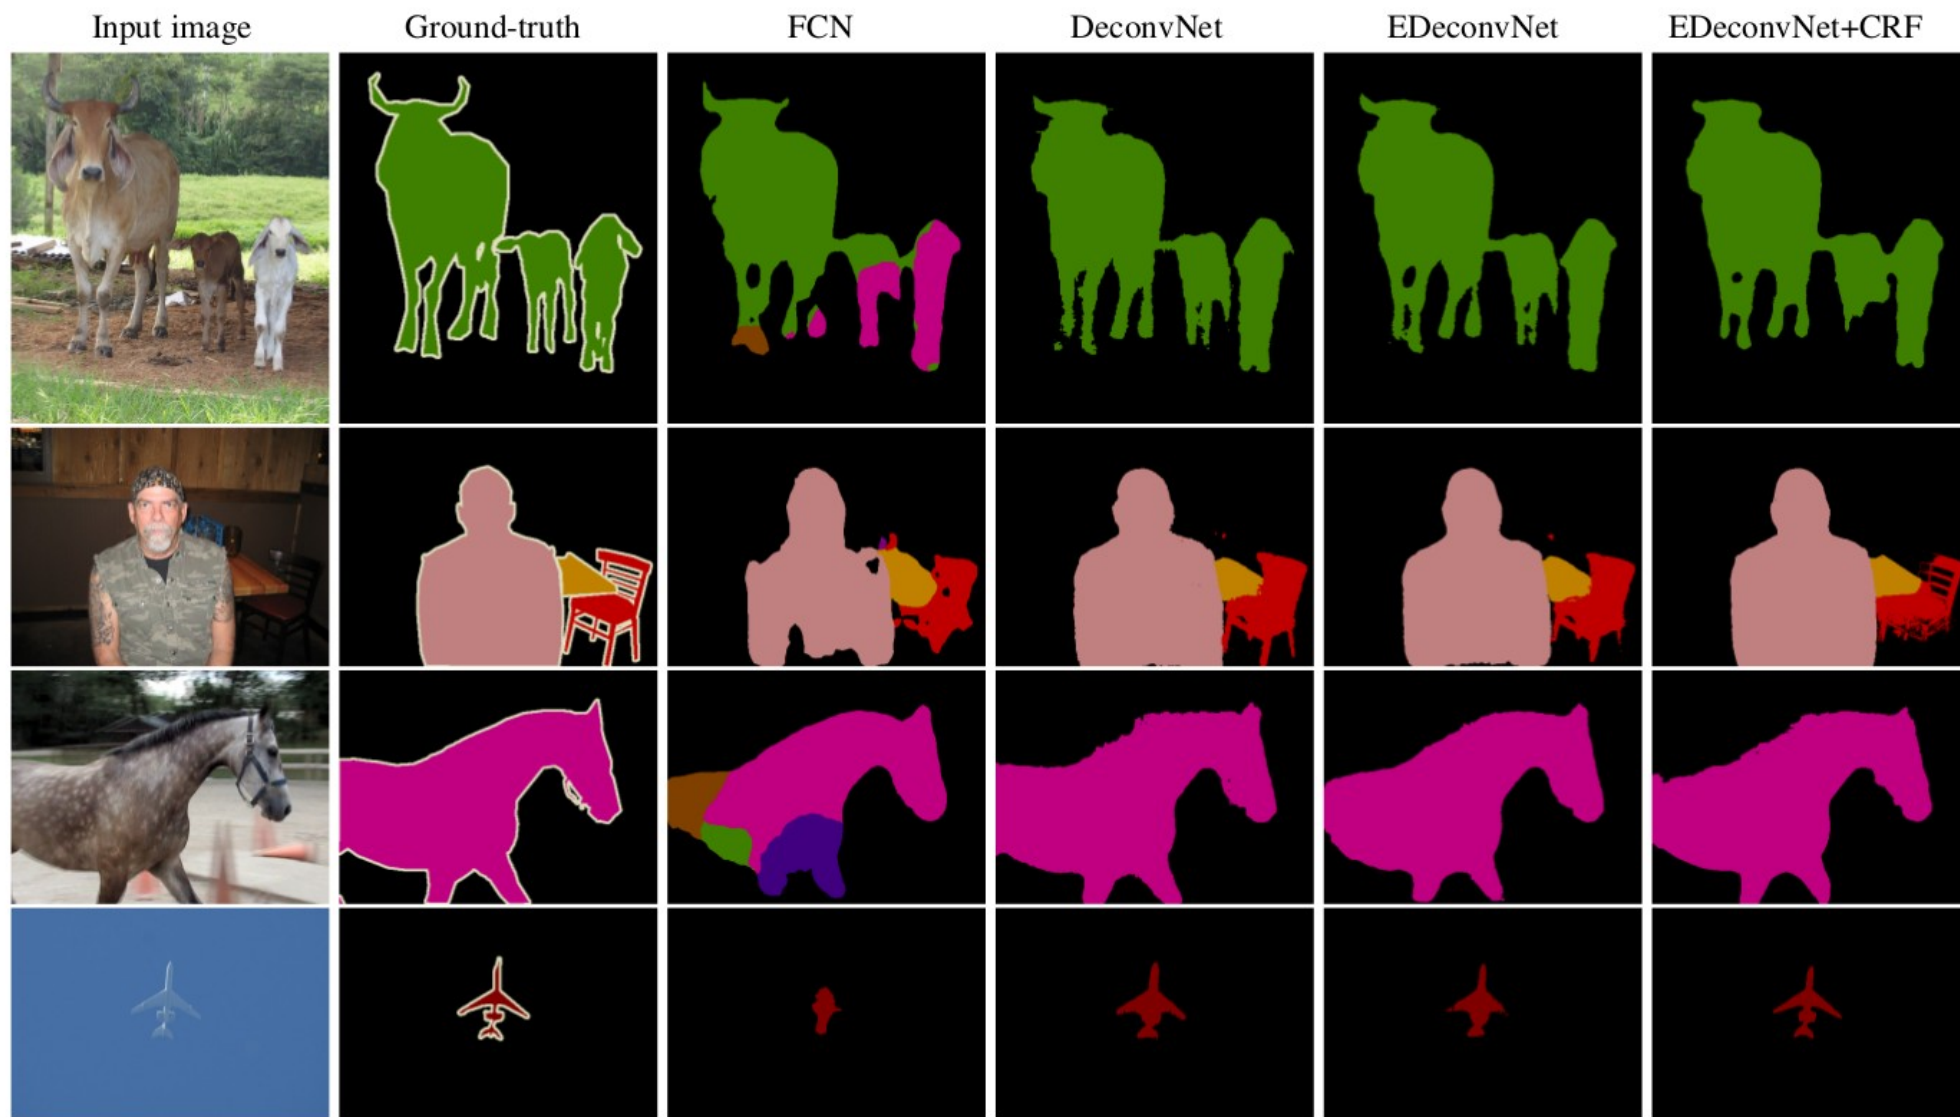 Input image
Ground-truth
FCN
DeconvNet
EDeconvNet
EDeconvNet+CRF